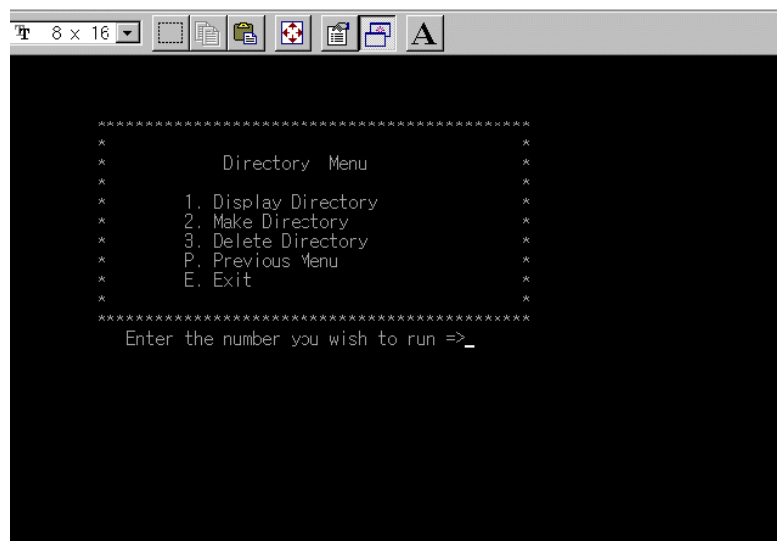 Tr 8 x 16
A
*********************************************
* *
* Directory Menu *
* *
* 1. Display Directory *
* 2. Make Directory *
* 3. Delete Directory *
* P. Previous Menu *
* E. Exit *
* *
*********************************************
Enter the number you wish to run =>_